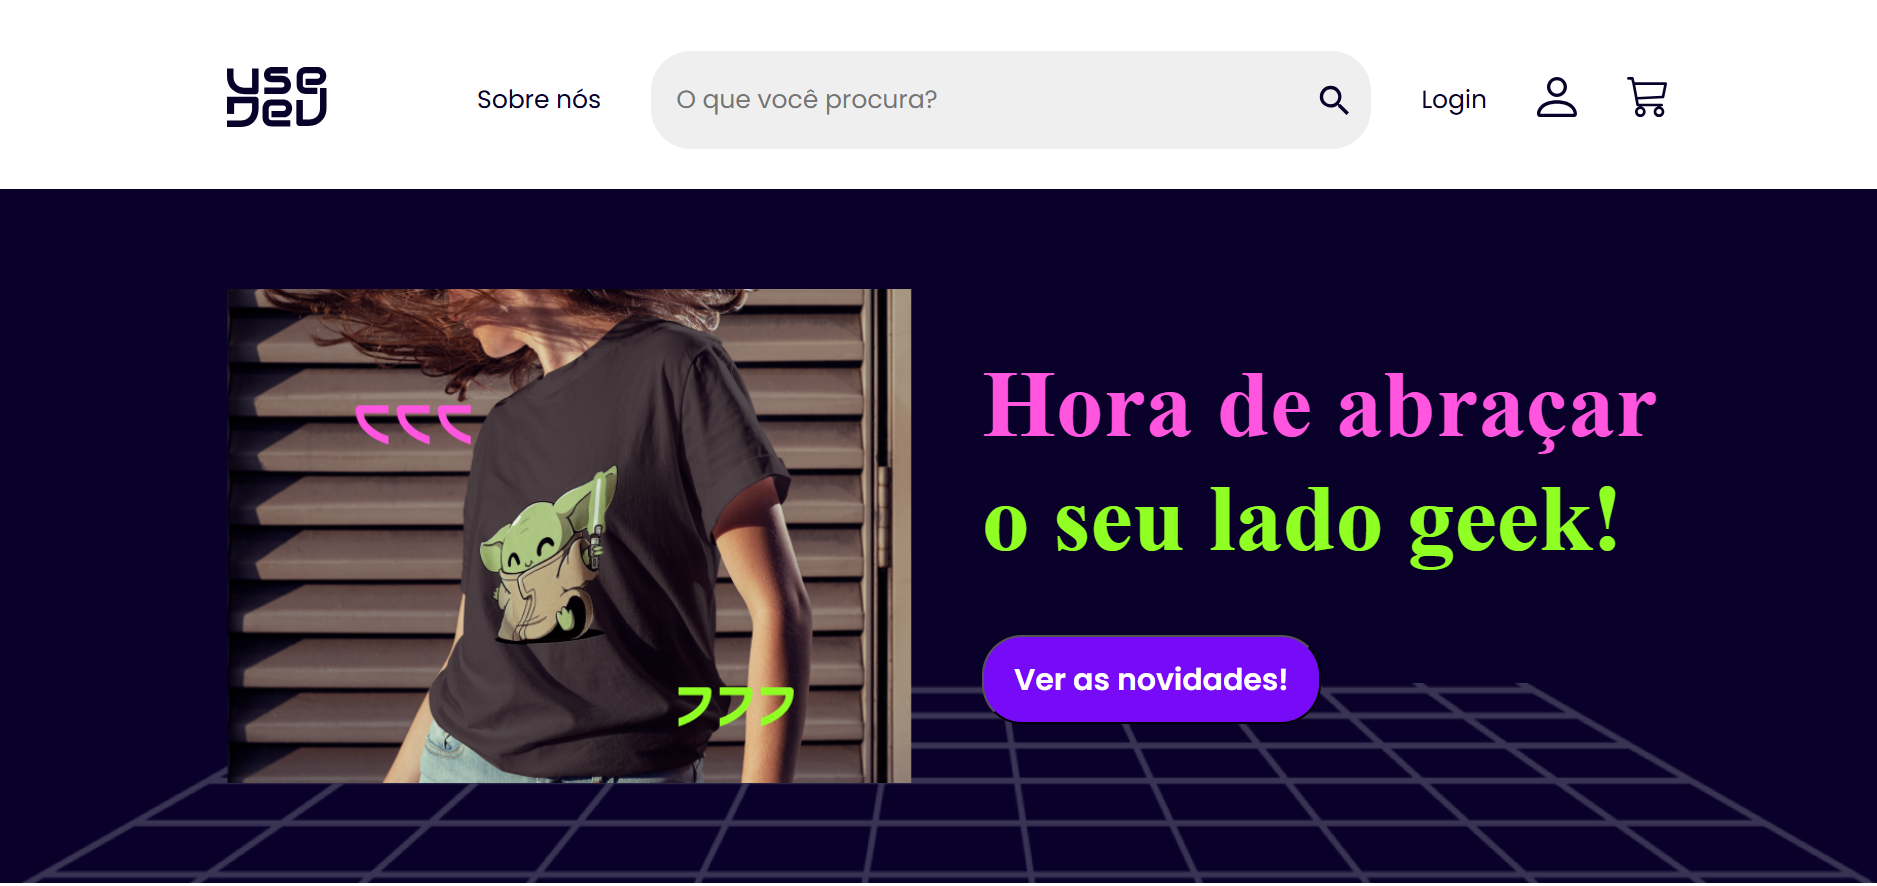 USE
DEV
Sobre nós
O que você procura?
Login
Hora de abraçar
o seu lado geek!
Ver as novidades!